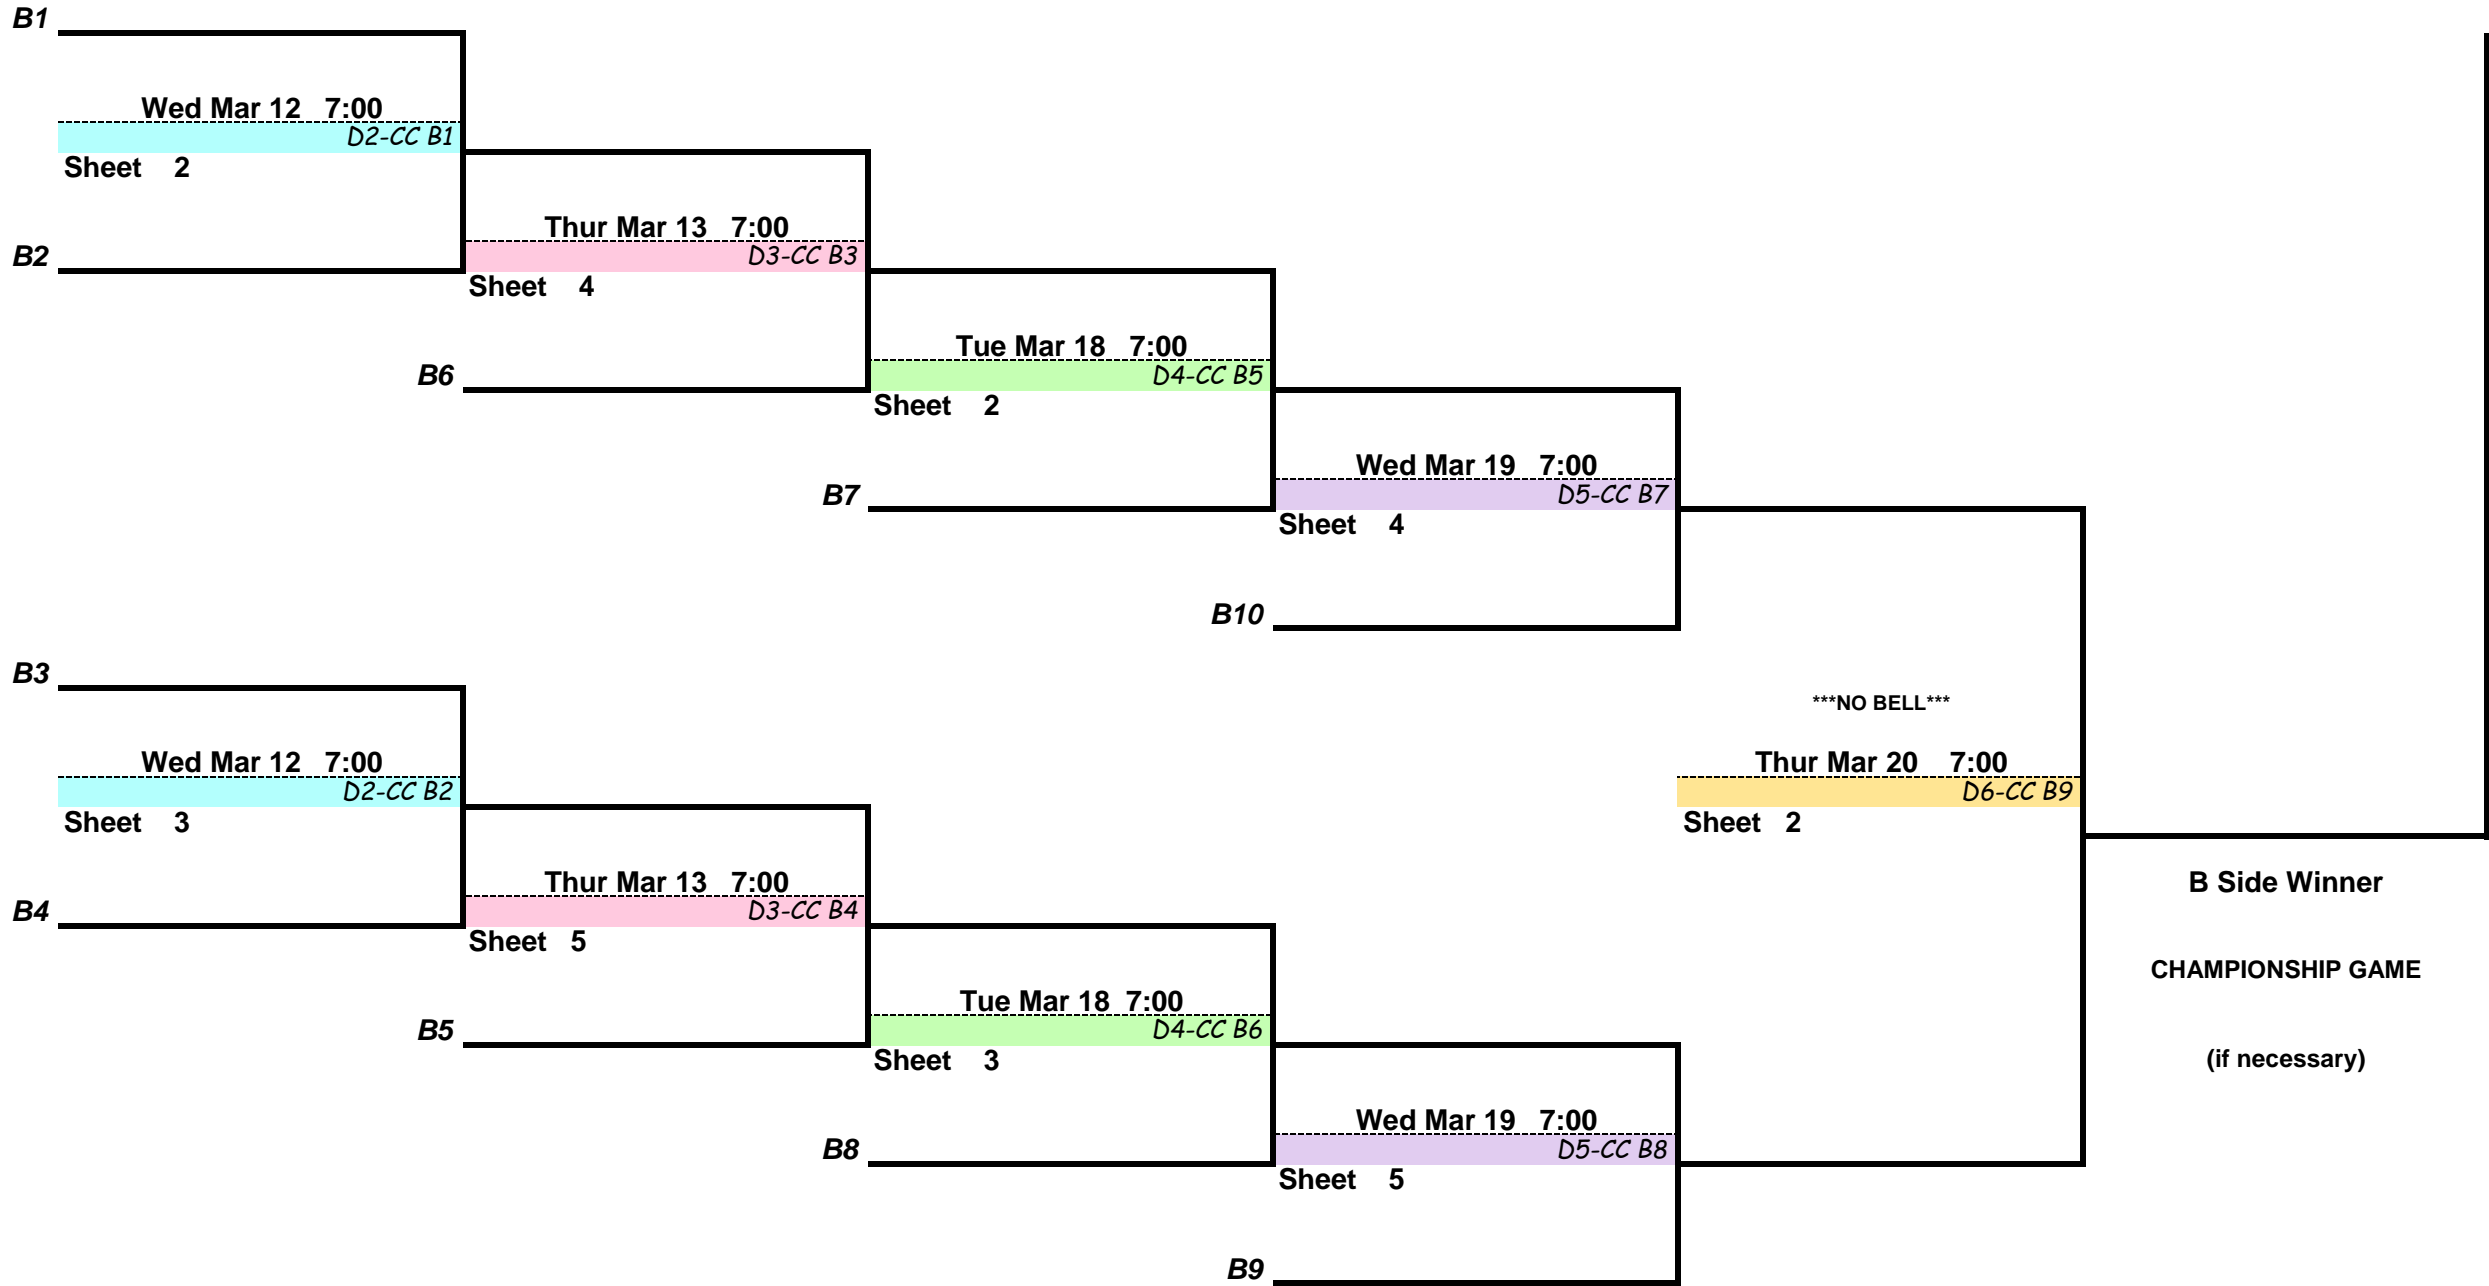 B1
Wed Mar 12 7:00
D2-CC B1
Sheet 2
Thur Mar 13 7:00
B2
D3-CC B3
Sheet 4
Tue Mar 18 7:00
B6
D4-CC B5
Sheet 2
Wed Mar 19 7:00
B7
D5-CC B7
Sheet 4
B10
B3
***NO BELL***
Wed Mar 12 7:00
Thur Mar 20 7:00
D2-CC B2
D6-CC B9
Sheet 3
Sheet 2
Thur Mar 13 7:00
B Side Winner
B4
D3-CC B4
Sheet 5
CHAMPIONSHIP GAME
Tue Mar 18 7:00
B5
D4-CC B6
Sheet 3
(if necessary)
Wed Mar 19 7:00
B8
D5-CC B8
Sheet 5
B9